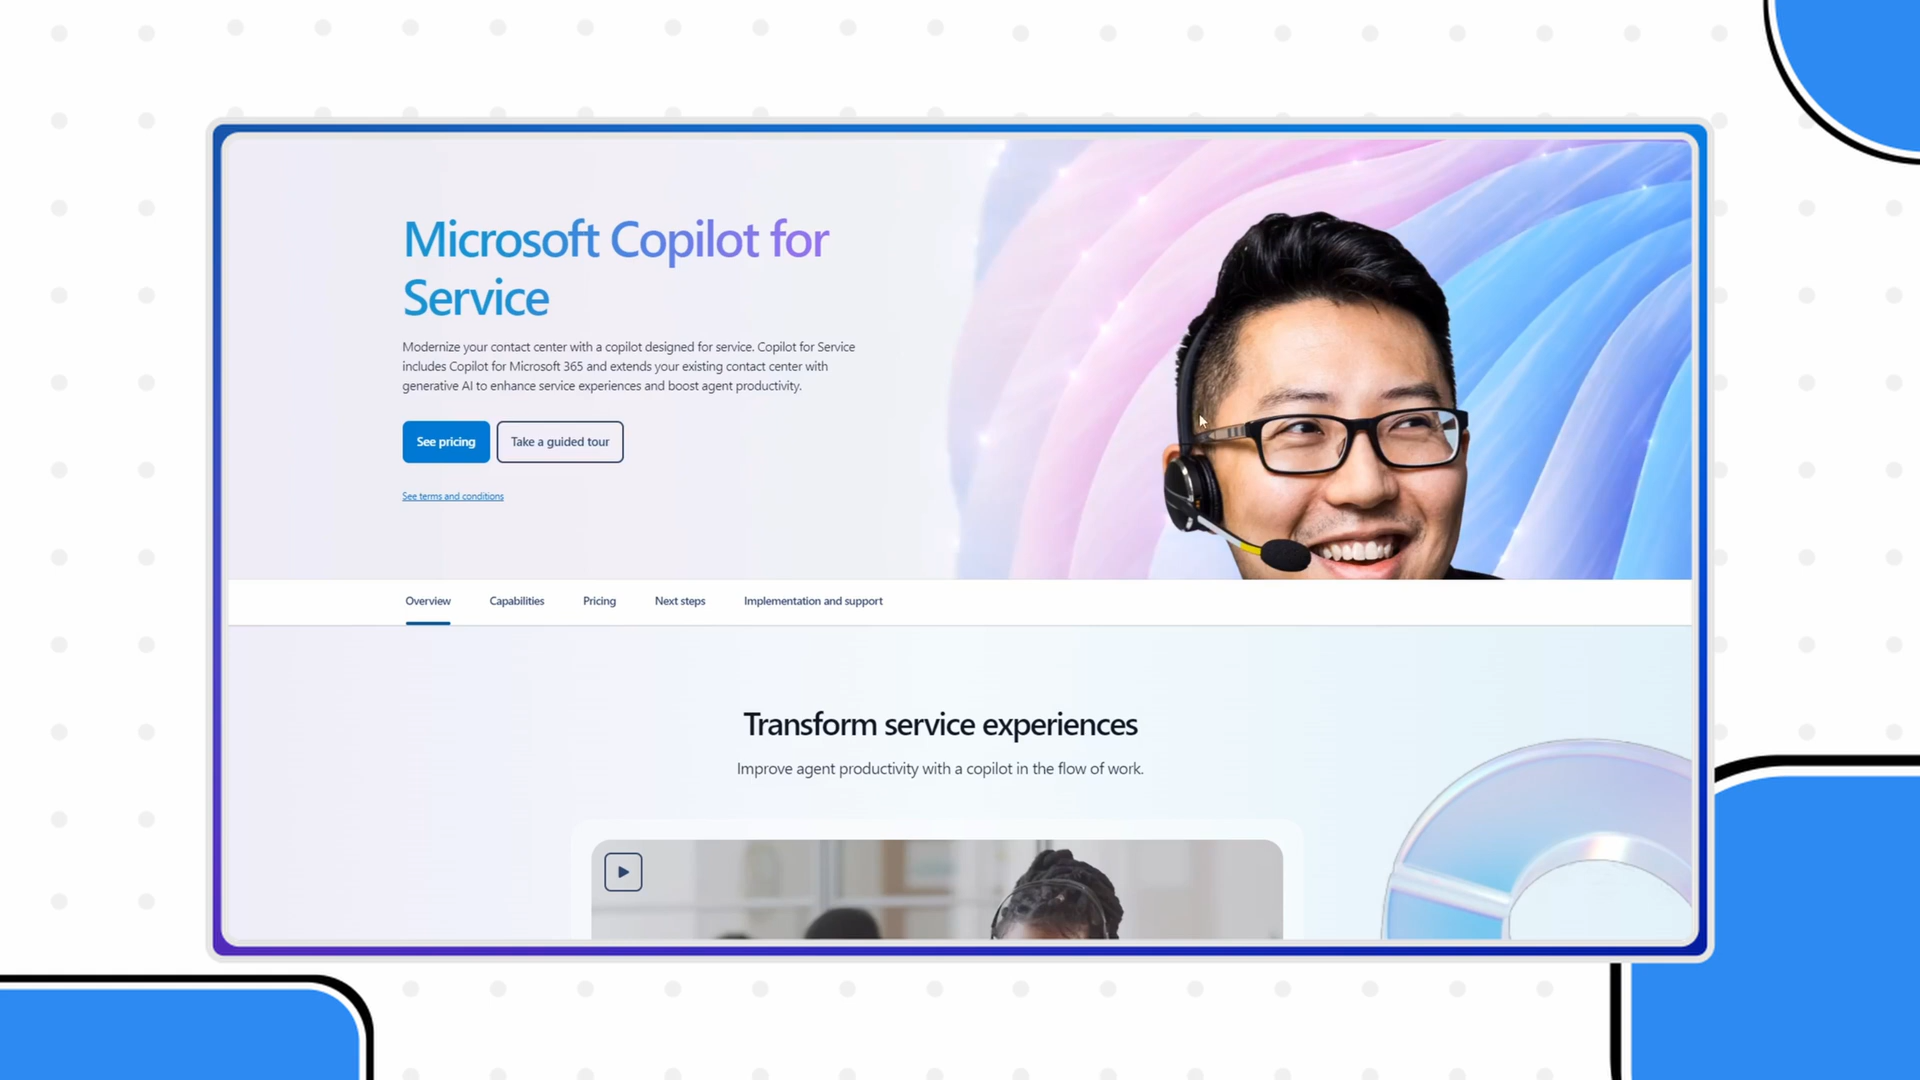 Microsoft Copilot for
Service
Modernize your contact center with a copilot designed for service. Copilot for Service
includes Copilot for Microsoft 365 and extends your existing contact center with
generative AI to enhance service experiences and boost agent productivity.
See pricing
Take a guided tour
See terms and conditions
Overview
Capabilities
Pricing
Next steps
Implementation and support
Transform service experiences
Improve agent productivity with a copilot in the flow of work.